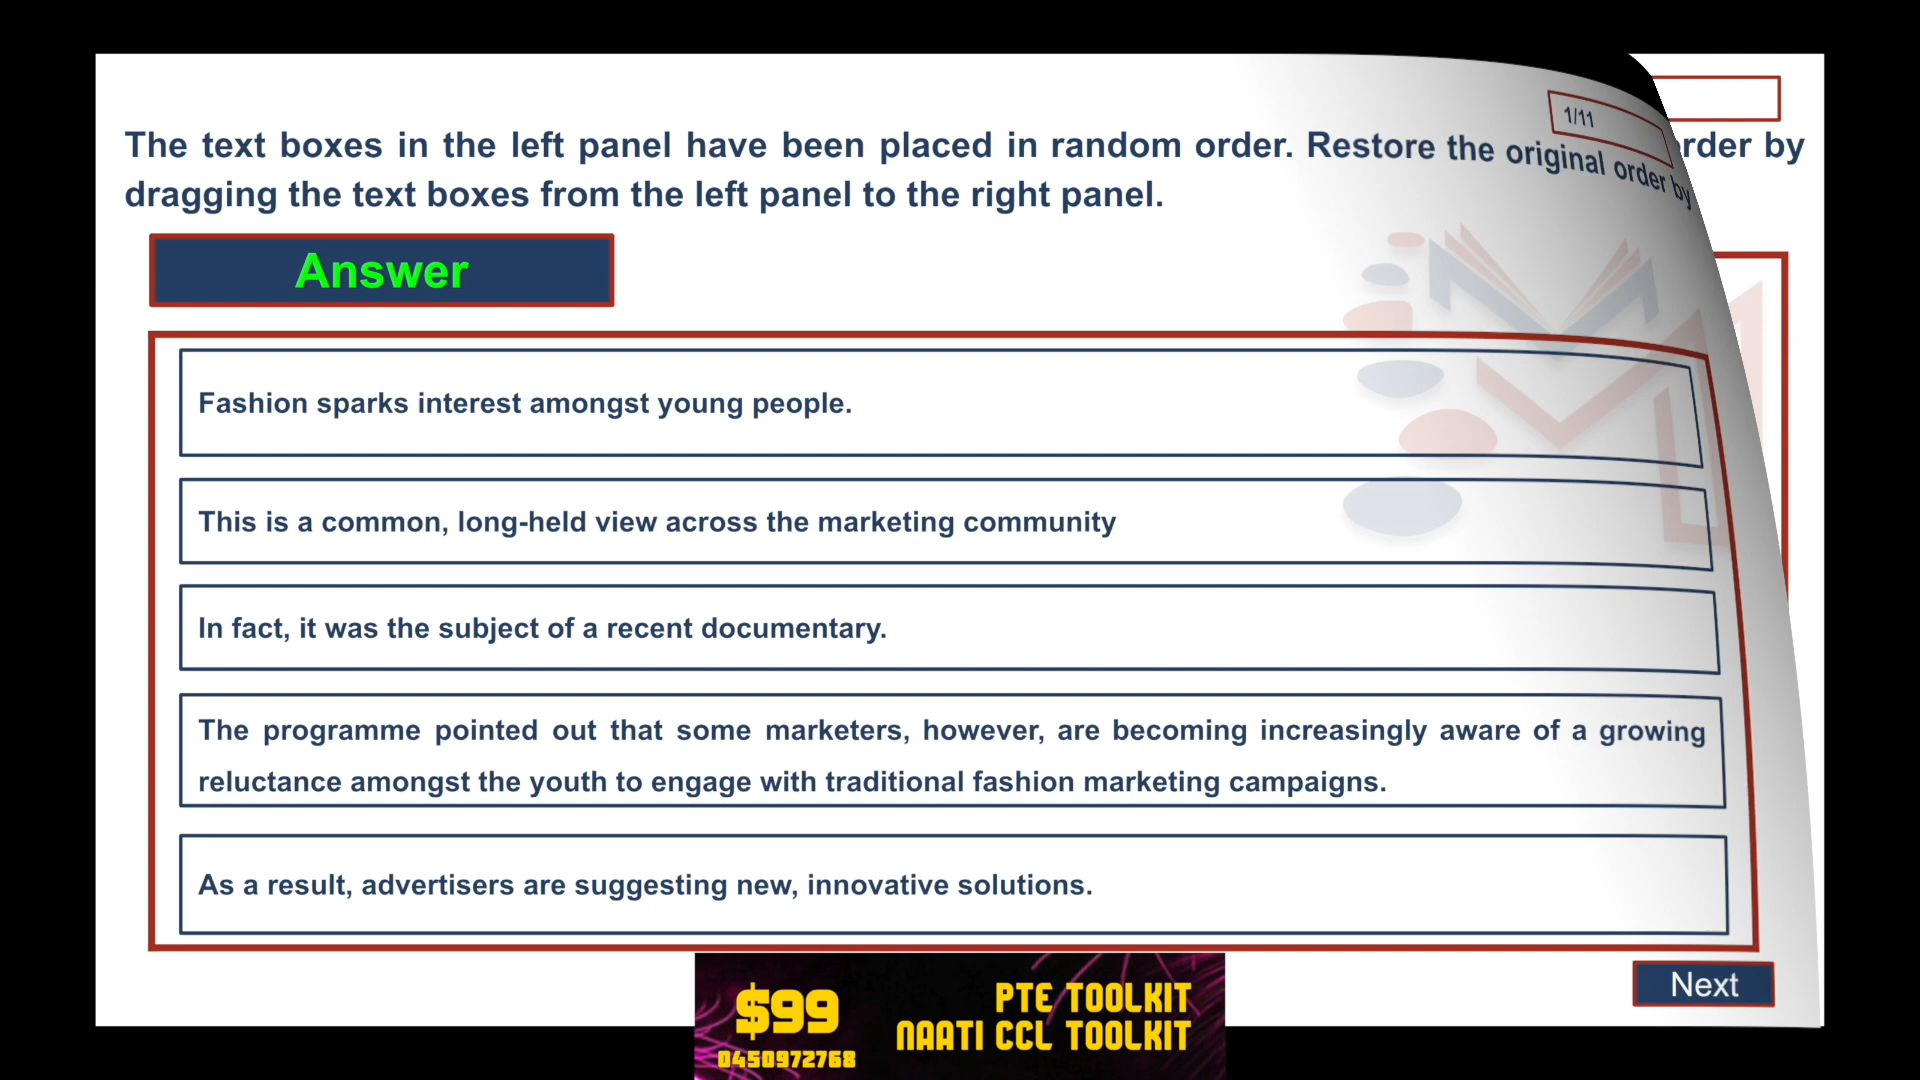 1/11
The text boxes in the left panel have been placed in random order. Restore the original order by
rder by
dragging the text boxes from the left panel to the right panel.
Answer
Fashion sparks interest amongst young people.
This is a common, long-held view across the marketing community
In fact, it was the subject of a recent documentary.
The programme pointed out that some marketers, however, are becoming increasingly aware of a growing
reluctance amongst the youth to engage with traditional fashion marketing campaigns.
As a result, advertisers are suggesting new, innovative solutions.
Next
$99
0450972768
PTE TOOLKIT
NAATI CCL TOOLKIT